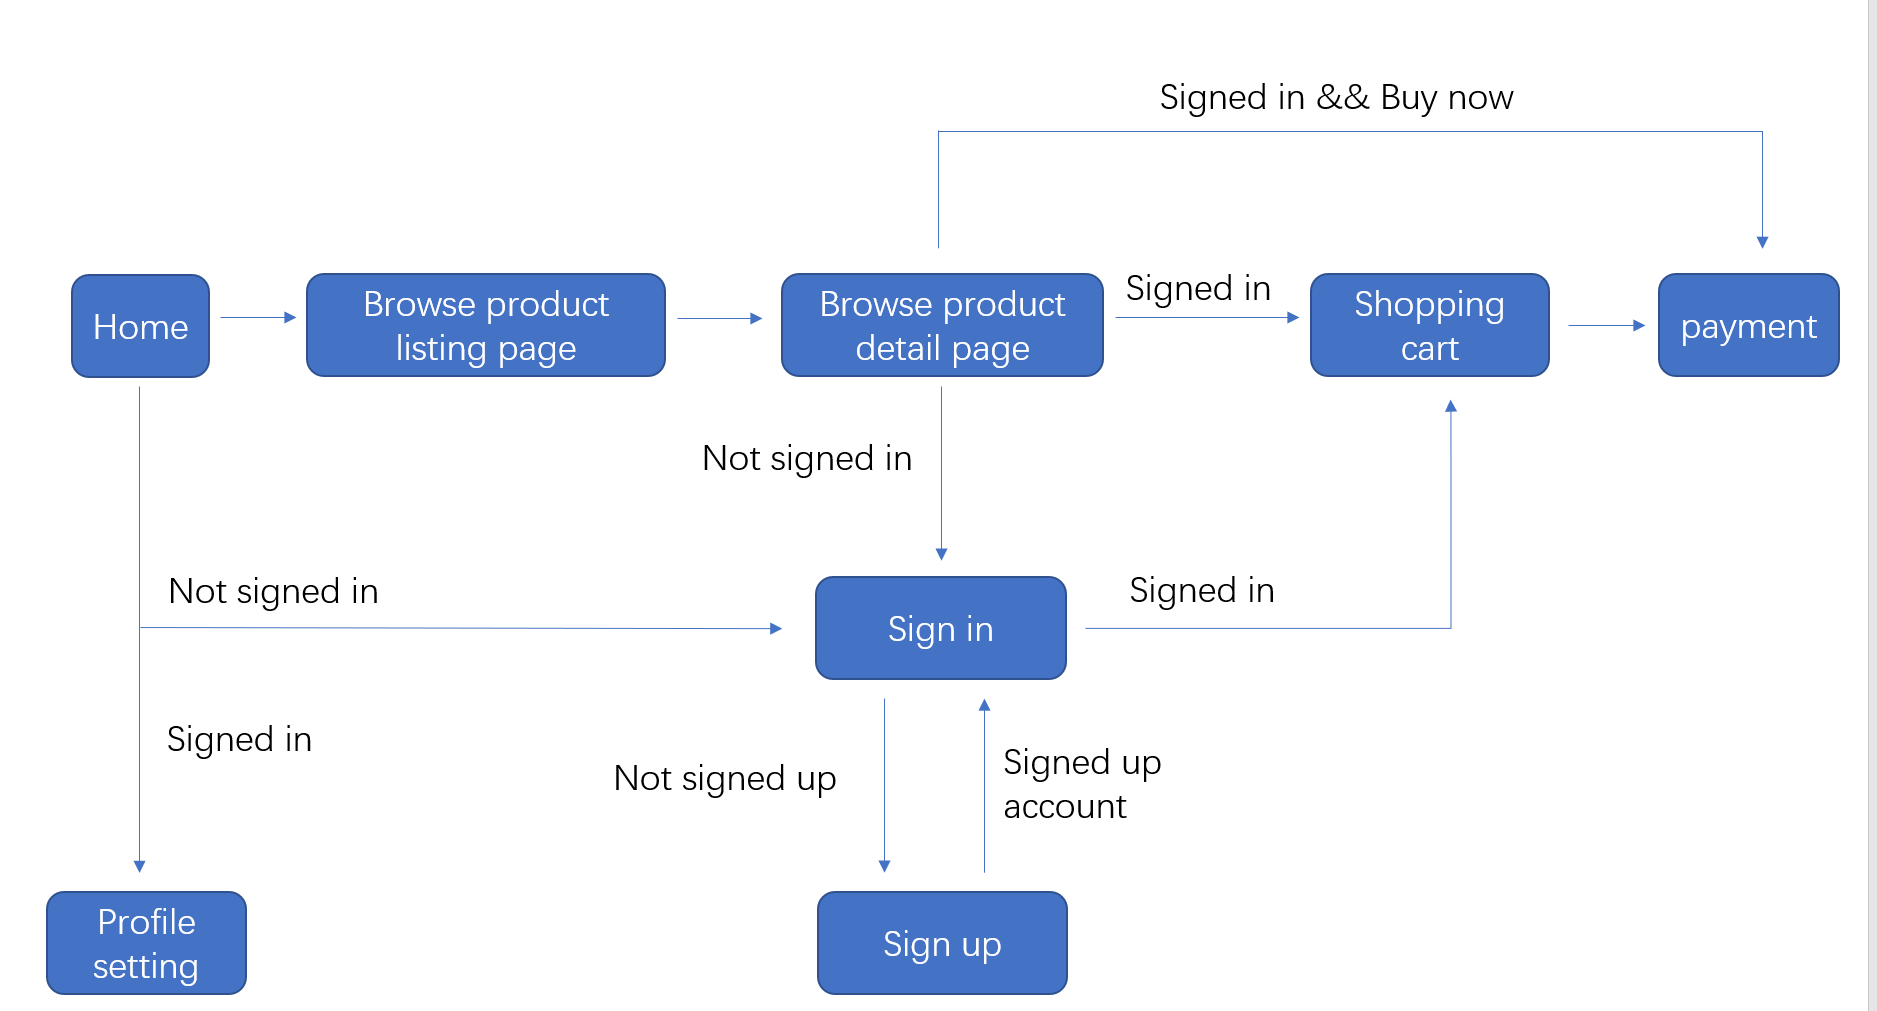 Signed in && Buy now
Home
Browse product
listing page
Browse product
detail page
Signed in
Shopping
cart
payment
Not signed in
Not signed in
Sign in
Signed in
Signed in
Not signed up
Signed up
account
Profile
setting
Sign up